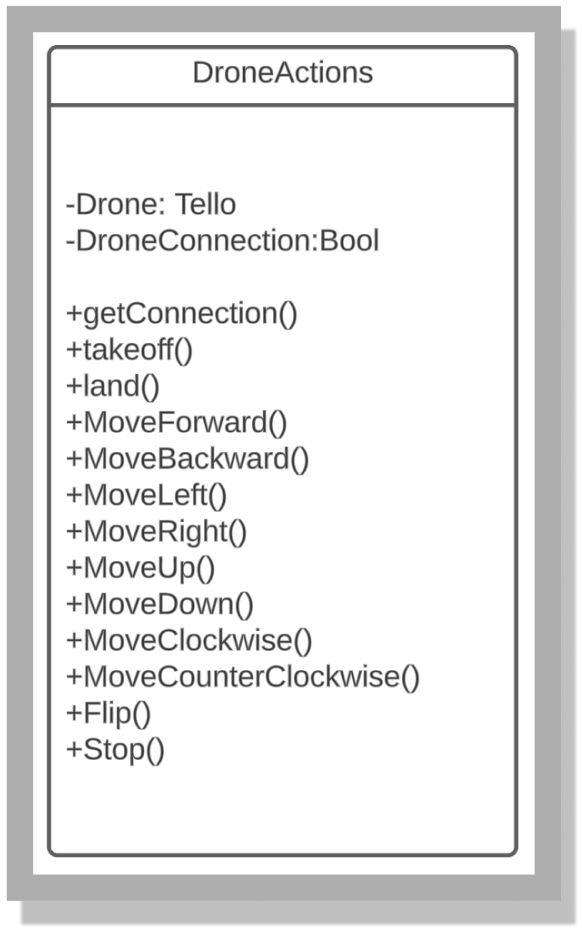 DroneActions
-Drone: Tello
-DroneConnection:Bool
+getConnection()
+takeoff()
+land()
+MoveForward()
+MoveBackward()
+MoveLeft()
+MoveRight()
+MoveUp()
+MoveDown()
+MoveClockwise()
+MoveCounterClockwise()
+Flip()
+Stop()